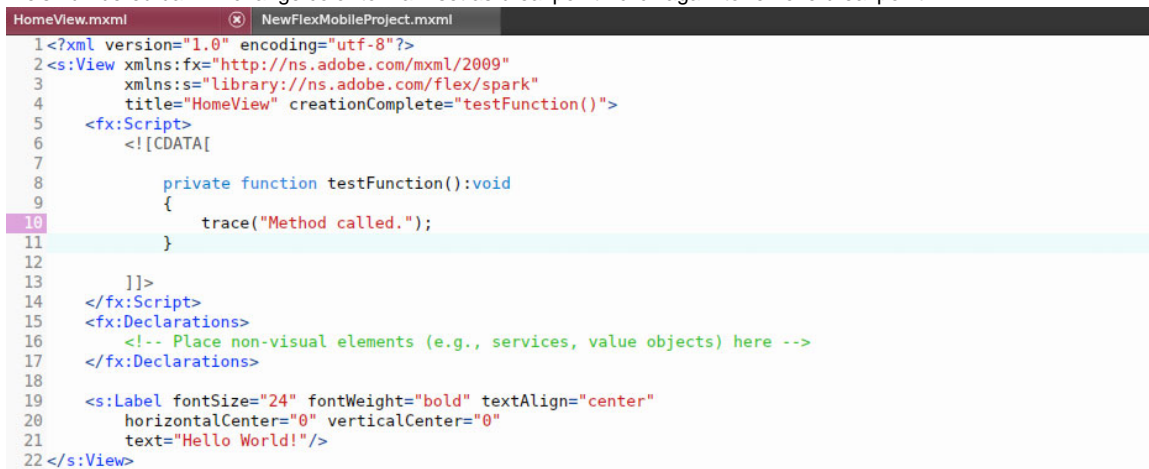 HomeView.mxml NewFlexMobileProject.mxml
1 <?xml version="1.0" encoding="utf-8"?>
2 <s:View xmlns:fx="http://ns.adobe.com/mxml/2009"
3 xmlns:s="library://ns.adobe.com/flex/spark"
4 title="HomeView" creationComplete="testFunction()">
5 <fx:Script>
6 <![CDATA[
7
8 private function testFunction():void
9 {
10 trace("Method called.");
11 }
12
13 ]]>
14 </fx:Script>
15 <fx:Declarations>
16 <!-- Place non-visual elements (e.g., services, value objects) here -->
17 </fx:Declarations>
18
19 <s:Label fontSize="24" fontWeight="bold" textAlign="center"
20 horizontalCenter="0" verticalCenter="0"
21 text="Hello World!"/>
22 </s:View>